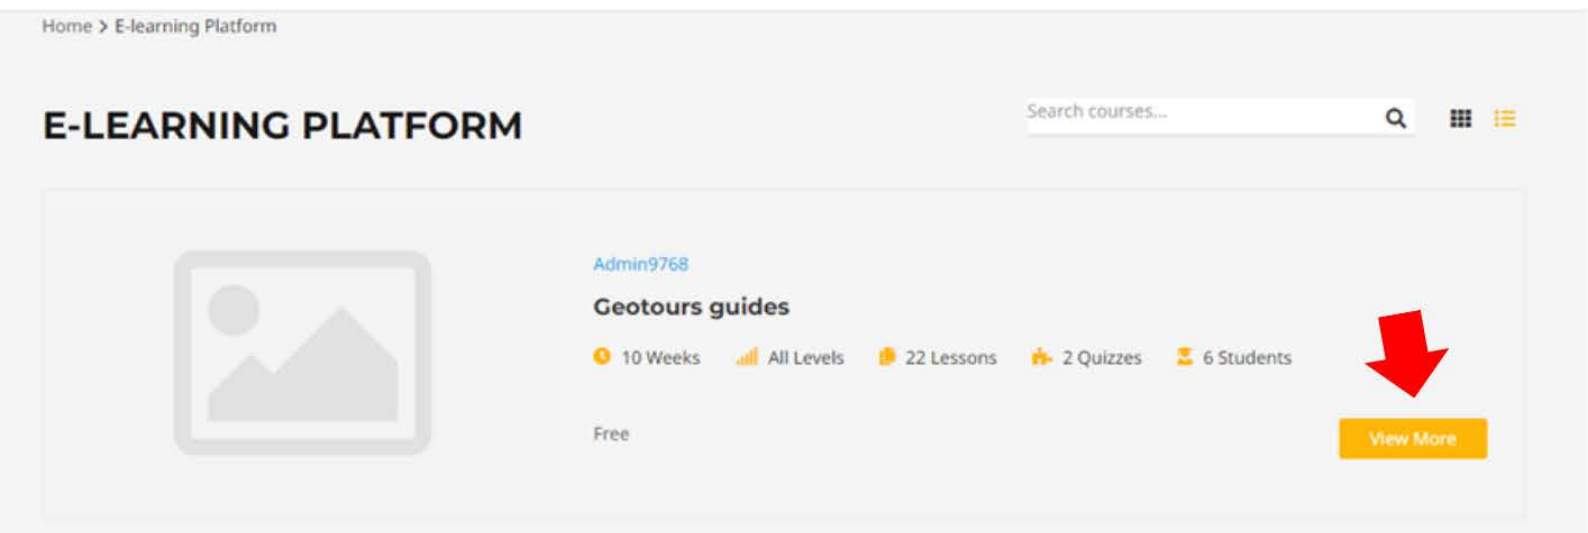 Home > E-learning Platform
E-LEARNING PLATFORM
Search courses...
Admin9768
Geotours guides
10 Weeks All Levels 22 Lessons 2 Quizzes 6 Students
Free
View More